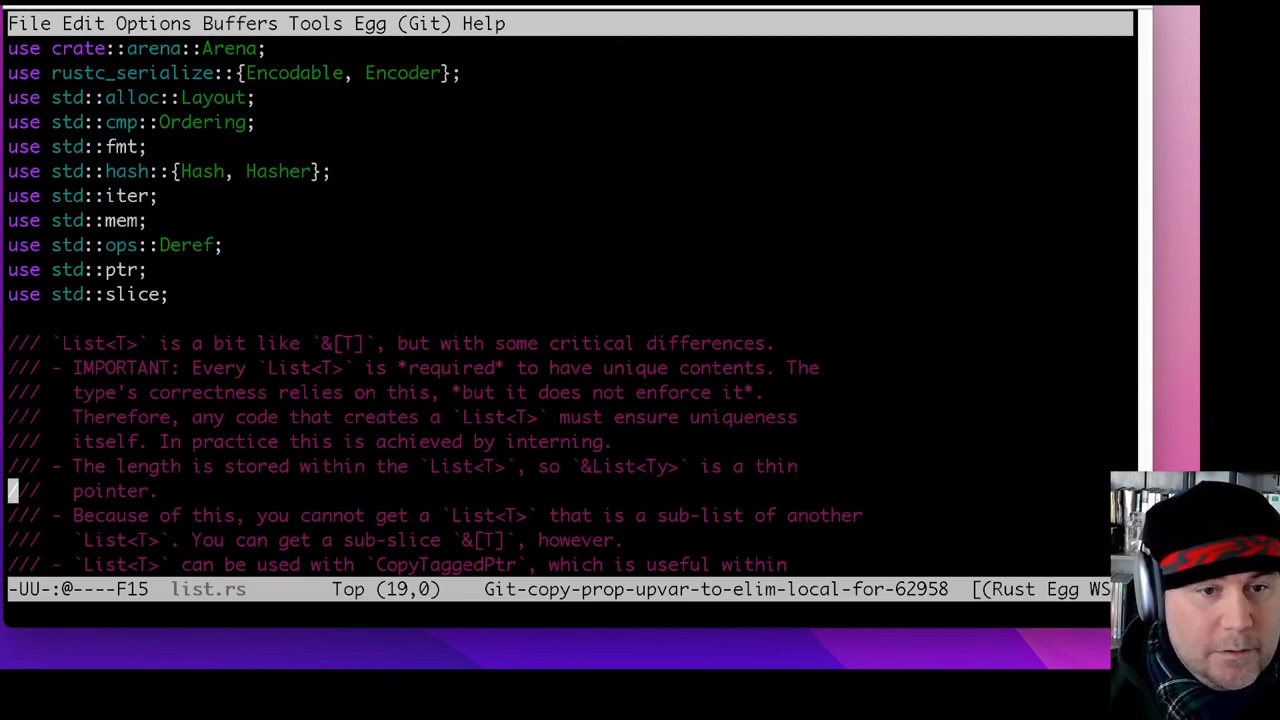 File Edit Options Buffers Tools Egg (Git) Help
use crate::arena::Arena;
use rustc_serialize::{Encodable, Encoder};
use std::alloc::Layout;
use std::cmp::Ordering;
use std::fmt;
use std::hash::{Hash, Hasher};
use std::iter;
use std::mem;
use std::ops::Deref;
use std::ptr;
use std::slice;
/// `List<T>` is a bit like `&[T]`, but with some critical differences.
/// - IMPORTANT: Every `List<T>` is *required* to have unique contents. The
///   type's correctness relies on this, *but it does not enforce it*.
///   Therefore, any code that creates a `List<T>` must ensure uniqueness
///   itself. In practice this is achieved by interning.
/// - The length is stored within the `List<T>`, so `&List<Ty>` is a thin
///   pointer.
/// - Because of this, you cannot get a `List<T>` that is a sub-list of another
///   `List<T>`. You can get a sub-slice `&[T]`, however.
/// - `List<T>` can be used with `CopyTaggedPtr`, which is useful within
-UU-:@----F15  list.rs        Top (19,0)    Git-copy-prop-upvar-to-elim-local-for-62958  [(Rust Egg WS